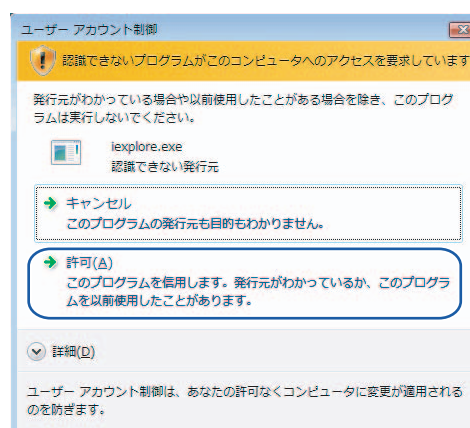 ユーザー アカウント制御
認識できないプログラムがこのコンピュータへのアクセスを要求しています
発行元がわかっている場合や以前使用したことがある場合を除き、このプログ
ラムは実行しないでください。
iexplore.exe
認識できない発行元
キャンセル
このプログラムの発行元も目的もわかりません。
許可(A)
このプログラムを信用します。発行元がわかっているか、このプログラ
ムを以前使用したことがあります。
詳細(D)
ユーザー アカウント制御は、あなたの許可なくコンピュータに変更が適用される
のを防ぎます。